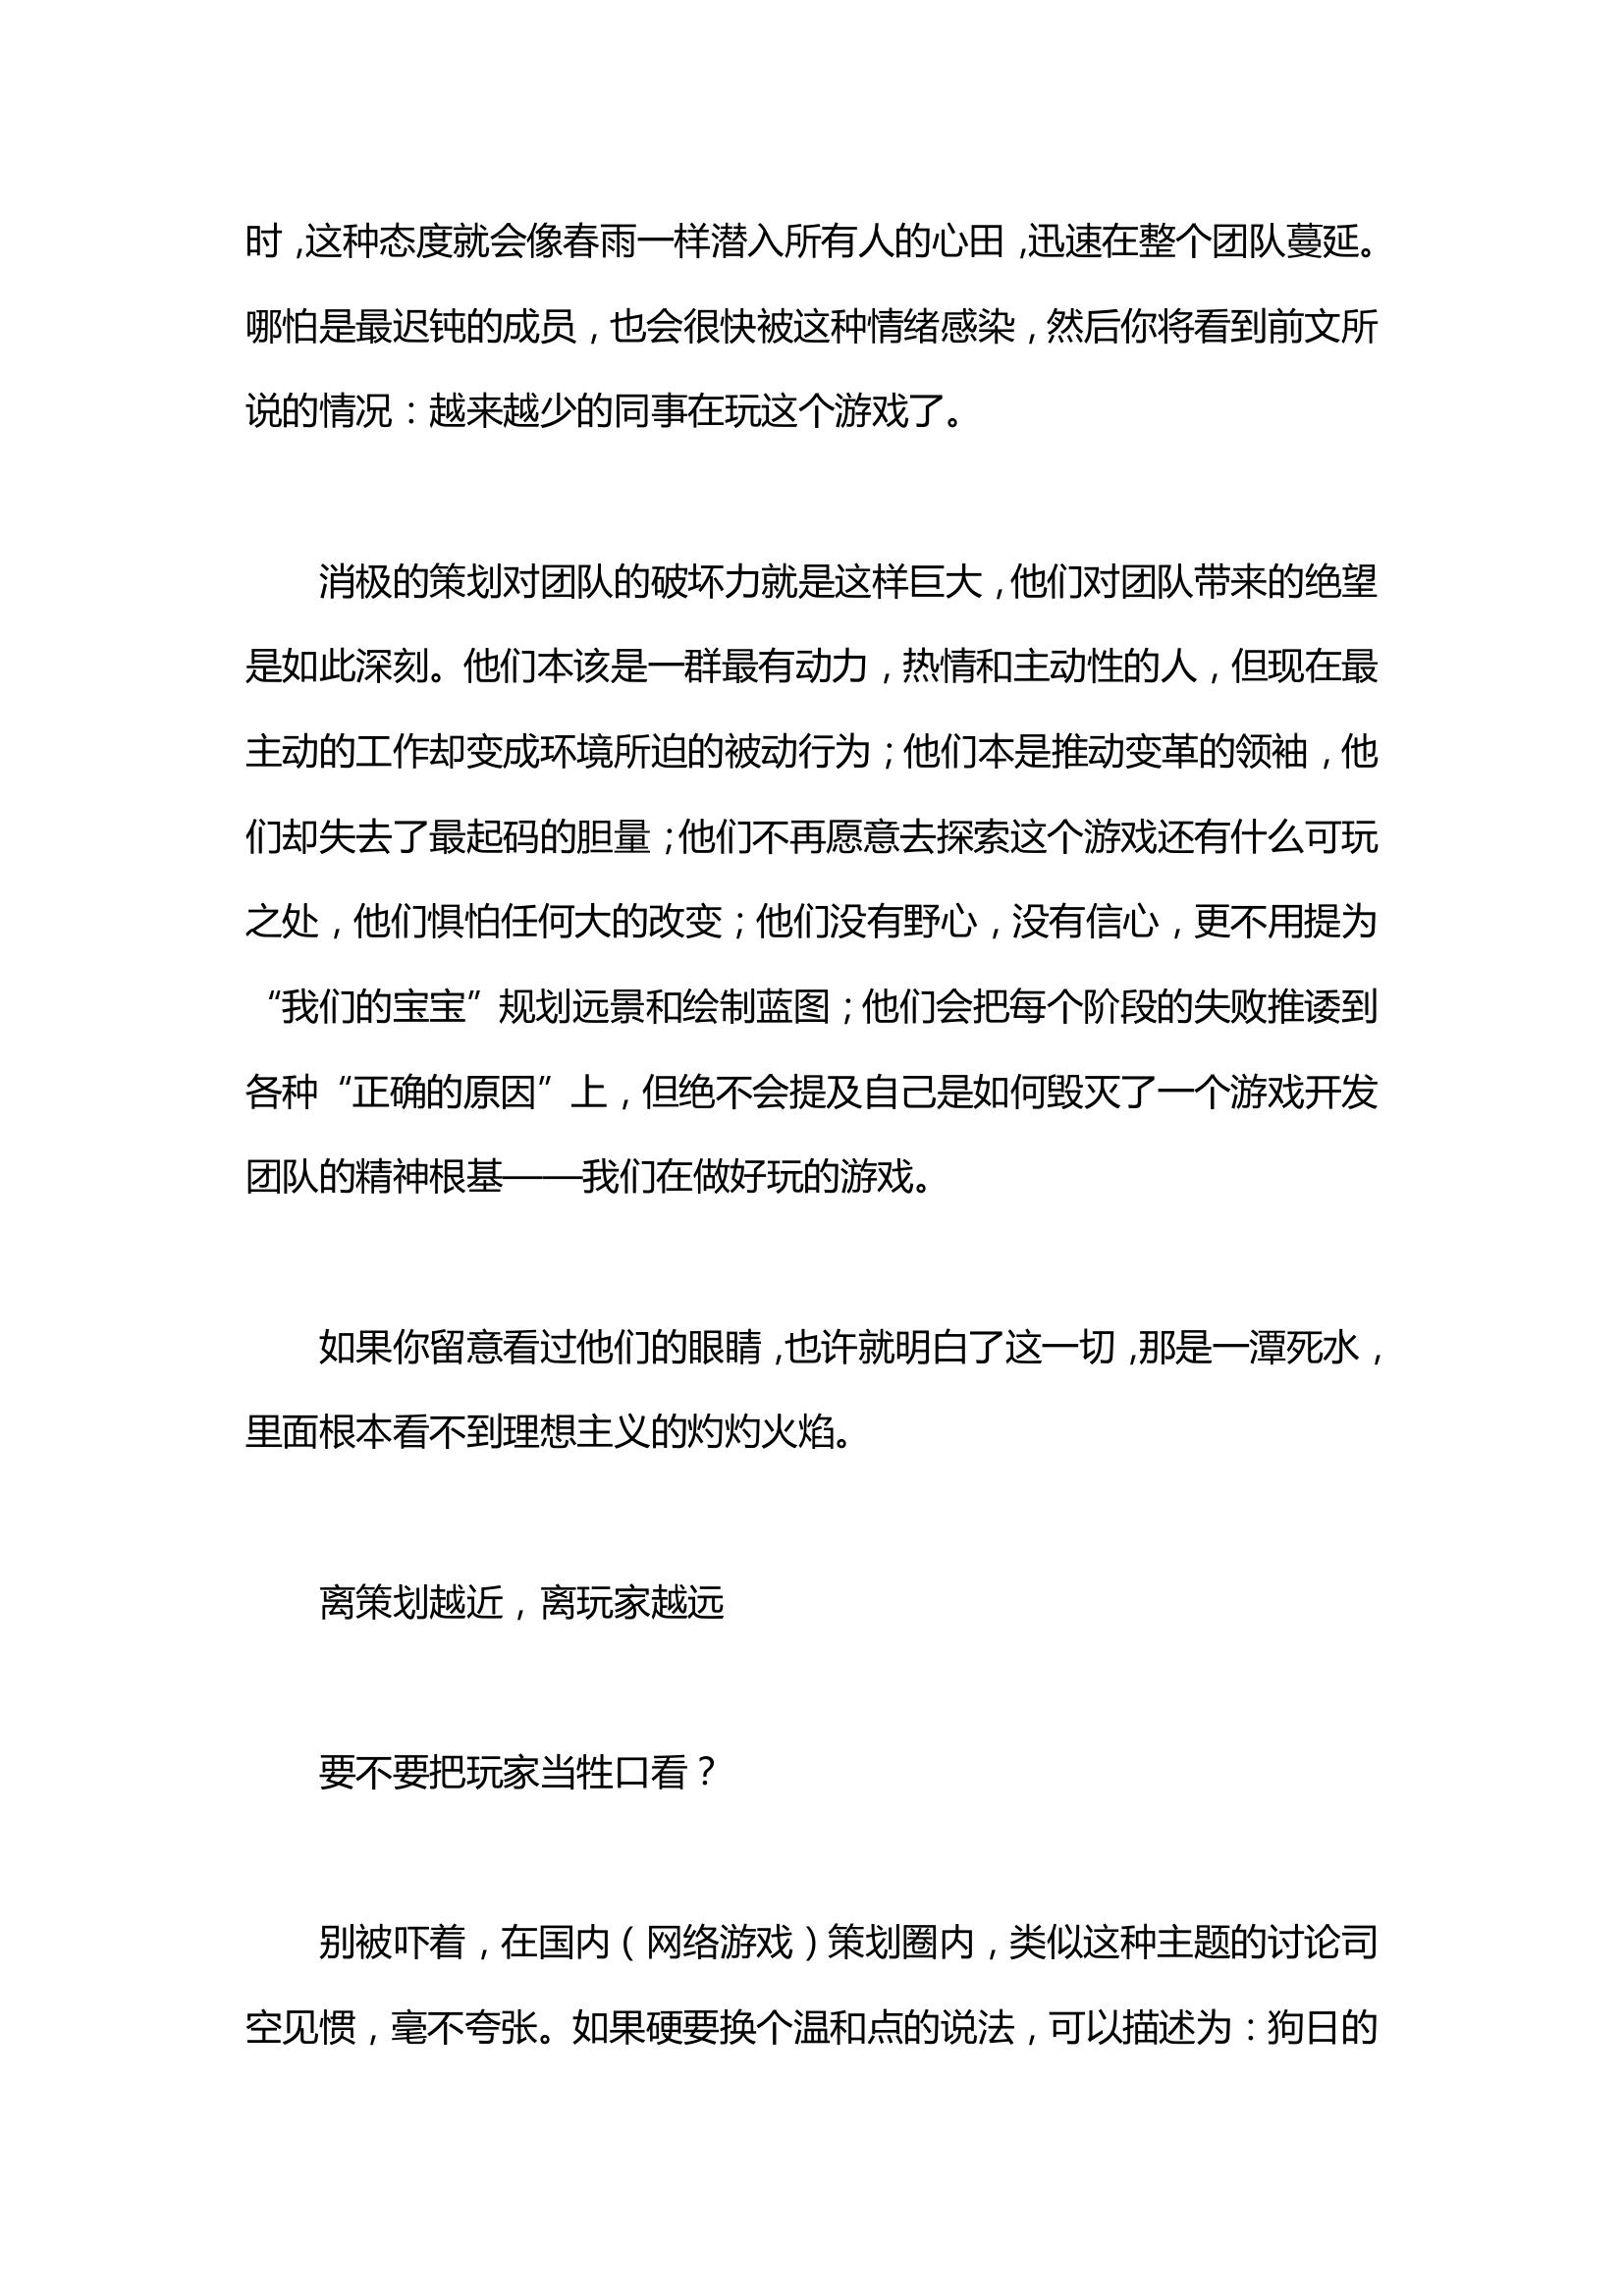 时，这种态度就会像春雨一样潜入所有人的心田，迅速在整个团队蔓延。
哪怕是最迟钝的成员，也会很快被这种情绪感染，然后你将看到前文所
说的情况：越来越少的同事在玩这个游戏了。
消极的策划对团队的破坏力就是这样巨大，他们对团队带来的绝望
是如此深刻。他们本该是一群最有动力，热情和主动性的人，但现在最
主动的工作却变成环境所迫的被动行为；他们本是推动变革的领袖，他
们却失去了最起码的胆量；他们不再愿意去探索这个游戏还有什么可玩
之处，他们惧怕任何大的改变；他们没有野心，没有信心，更不用提为
“我们的宝宝”规划远景和绘制蓝图；他们会把每个阶段的失败推诿到
各种“正确的原因”上，但绝不会提及自己是如何毁灭了一个游戏开发
团队的精神根基——我们在做好玩的游戏。
如果你留意看过他们的眼睛，也许就明白了这一切，那是一潭死水，
里面根本看不到理想主义的灼灼火焰。
离策划越近，离玩家越远
要不要把玩家当牲口看？
别被吓着，在国内（网络游戏）策划圈内，类似这种主题的讨论司
空见惯，毫不夸张。如果硬要换个温和点的说法，可以描述为：狗日的